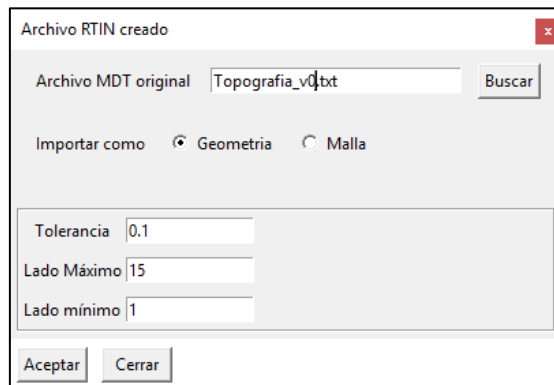 Archivo RTIN creado x
Archivo MDT original Topografia_v0.txt Buscar
Importar como Geometria Malla
Tolerancia 0.1
Lado Máximo 15
Lado mínimo 1
Aceptar Cerrar